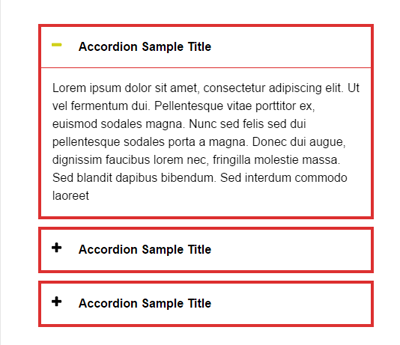 Accordion Sample Title
Lorem ipsum dolor sit amet, consectetur adipiscing elit. Ut
vel fermentum dui. Pellentesque vitae porttitor ex,
euismod sodales magna. Nunc sed felis sed dui
pellentesque sodales porta a magna. Donec dui augue,
dignissim faucibus lorem nec, fringilla molestie massa.
Sed blandit dapibus bibendum. Sed interdum commodo
laoreet
Accordion Sample Title
Accordion Sample Title